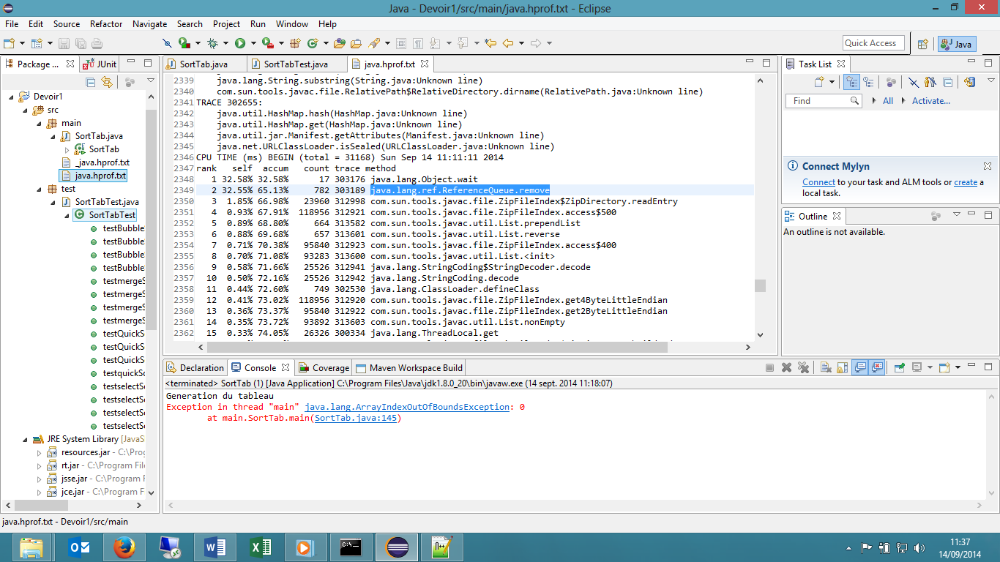 Java - Devoir1/src/main/java.hprof.txt - Eclipse
File Edit Source Refactor Navigate Search Project Run Window Help
Quick Access
Java
Package ...
JUnit
Devoir1
src
main
SortTab.java
SortTab
_java.hprof.txt
java.hprof.txt
test
SortTabTest.java
SortTabTest
testBubble
testBubble
testBubble
testBubble
testmergeS
testmergeS
testmergeS
testmergeS
testQuickS
testQuickS
testQuickS
testquickSo
testselectSo
testselectSo
testselectSo
testselectSo
JRE System Library [JavaS
resources.jar - C:\Prog
rt.jar - C:\Program File
jsse.jar - C:\Program F
jce.jar - C:\Program F
SortTab.java
SortTabTest.java
java.hprof.txt
2339 java.lang.String.substring(String.java:Unknown line)
2340 com.sun.tools.javac.file.RelativePath$RelativeDirectory.dirname(RelativePath.java:Unknown line)
2341 TRACE 302655:
2342 java.util.HashMap.hash(HashMap.java:Unknown line)
2343 java.util.HashMap.get(HashMap.java:Unknown line)
2344 java.util.jar.Manifest.getAttributes(Manifest.java:Unknown line)
2345 java.net.URLClassLoader.isSealed(URLClassLoader.java:Unknown line)
2346 CPU TIME (ms) BEGIN (total = 31168) Sun Sep 14 11:11:11 2014
2347 rank self accum count trace method
2348 1 32.58% 32.58% 17 303176 java.lang.Object.wait
2349 2 32.55% 65.13% 782 303189 java.lang.ref.ReferenceQueue.remove
2350 3 1.85% 66.98% 23960 312998 com.sun.tools.javac.file.ZipFileIndex$ZipDirectory.readEntry
2351 4 0.93% 67.91% 118956 312921 com.sun.tools.javac.file.ZipFileIndex.access$500
2352 5 0.89% 68.80% 664 313582 com.sun.tools.javac.util.List.prependList
2353 6 0.88% 69.68% 657 313601 com.sun.tools.javac.util.List.reverse
2354 7 0.71% 70.38% 95840 312923 com.sun.tools.javac.file.ZipFileIndex.access$400
2355 8 0.70% 71.08% 93283 313600 com.sun.tools.javac.util.List.<init>
2356 9 0.58% 71.66% 25526 312941 java.lang.StringCoding$StringDecoder.decode
2357 10 0.50% 72.16% 25526 312942 java.lang.StringCoding.decode
2358 11 0.44% 72.60% 749 302530 java.lang.ClassLoader.defineClass
2359 12 0.41% 73.02% 118956 312920 com.sun.tools.javac.file.ZipFileIndex.get4ByteLittleEndian
2360 13 0.36% 73.37% 95840 312922 com.sun.tools.javac.file.ZipFileIndex.get2ByteLittleEndian
2361 14 0.35% 73.72% 93892 313603 com.sun.tools.javac.util.List.nonEmpty
2362 15 0.33% 74.05% 26326 300334 java.lang.ThreadLocal.get
Task List
Find
All
Activate...
Connect Mylyn
Connect to your task and ALM tools or create a local task.
Outline
An outline is not available.
Declaration
Console
Coverage
Maven Workspace Build
<terminated> SortTab (1) [Java Application] C:\Program Files\Java\jdk1.8.0_20\bin\javaw.exe (14 sept. 2014 11:18:07)
Generation du tableau
Exception in thread "main" java.lang.ArrayIndexOutOfBoundsException: 0
at main.SortTab.main(SortTab.java:145)
java.hprof.txt - Devoir1/src/main
11:37
14/09/2014